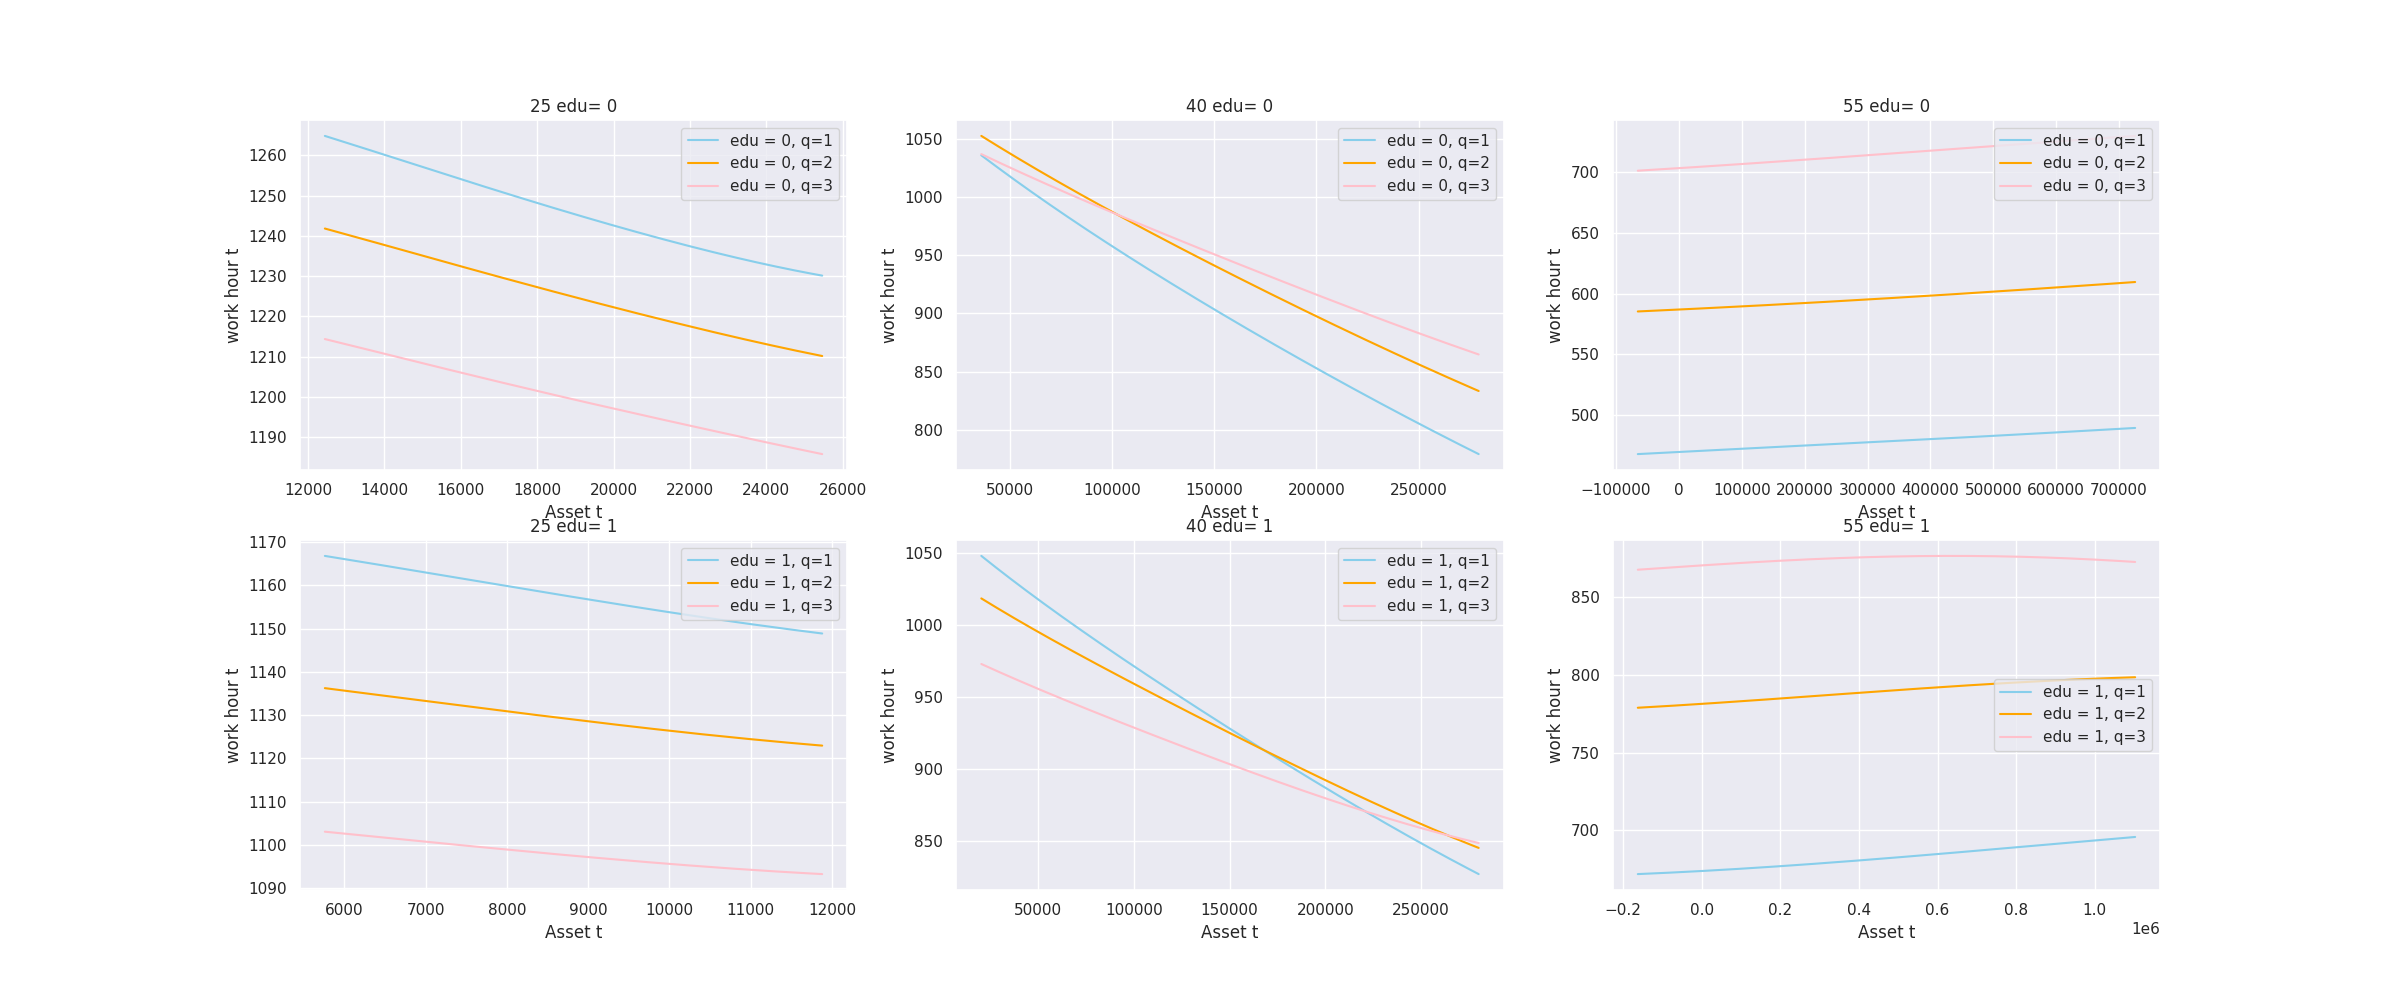 25 edu= 0
work hour t
1260
1250
1240
1230
1220
1210
1200
1190
edu = 0, q=1
edu = 0, q=2
edu = 0, q=3
12000 14000 16000 18000 20000 22000 24000 26000
Asset t
40 edu= 0
work hour t
1050
1000
950
900
850
800
edu = 0, q=1
edu = 0, q=2
edu = 0, q=3
50000 100000 150000 200000 250000
Asset t
55 edu= 0
work hour t
700
650
600
550
500
edu = 0, q=1
edu = 0, q=2
edu = 0, q=3
−100000 0 100000 200000 300000 400000 500000 600000 700000
Asset t
25 edu= 1
work hour t
1170
1160
1150
1140
1130
1120
1110
1100
1090
edu = 1, q=1
edu = 1, q=2
edu = 1, q=3
6000 7000 8000 9000 10000 11000 12000
Asset t
40 edu= 1
work hour t
1050
1000
950
900
850
edu = 1, q=1
edu = 1, q=2
edu = 1, q=3
50000 100000 150000 200000 250000
Asset t
55 edu= 1
work hour t
850
800
750
700
edu = 1, q=1
edu = 1, q=2
edu = 1, q=3
−0.2 0.0 0.2 0.4 0.6 0.8 1.0
1e6
Asset t